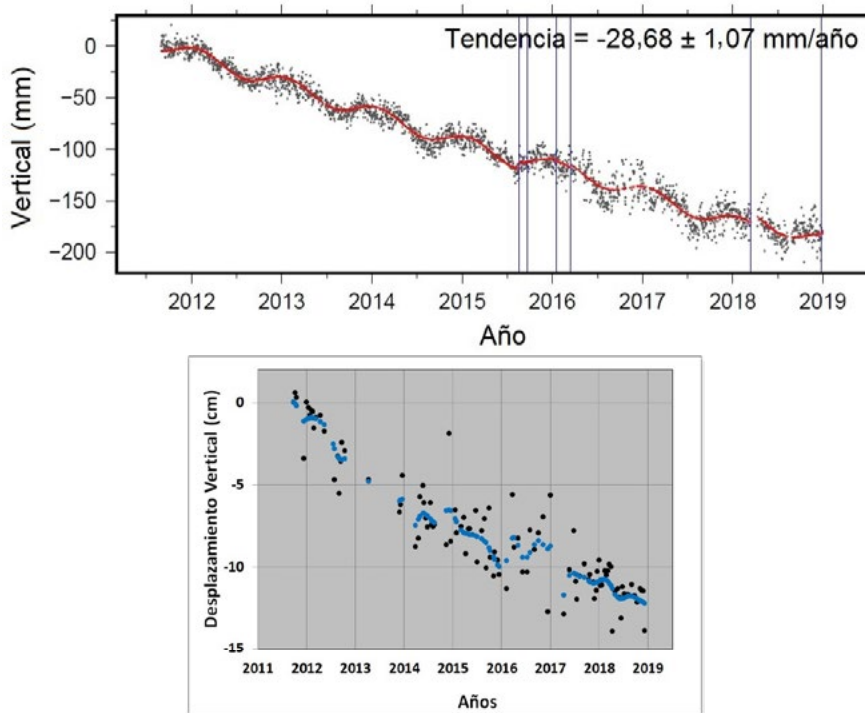 Tendencia = -28,68 ± 1,07 mm/año
Vertical (mm)
0
−50
−100
−150
−200
2012 2013 2014 2015 2016 2017 2018 2019
Año
Desplazamiento Vertical (cm)
0
-5
-10
-15
2011 2012 2013 2014 2015 2016 2017 2018 2019
Años